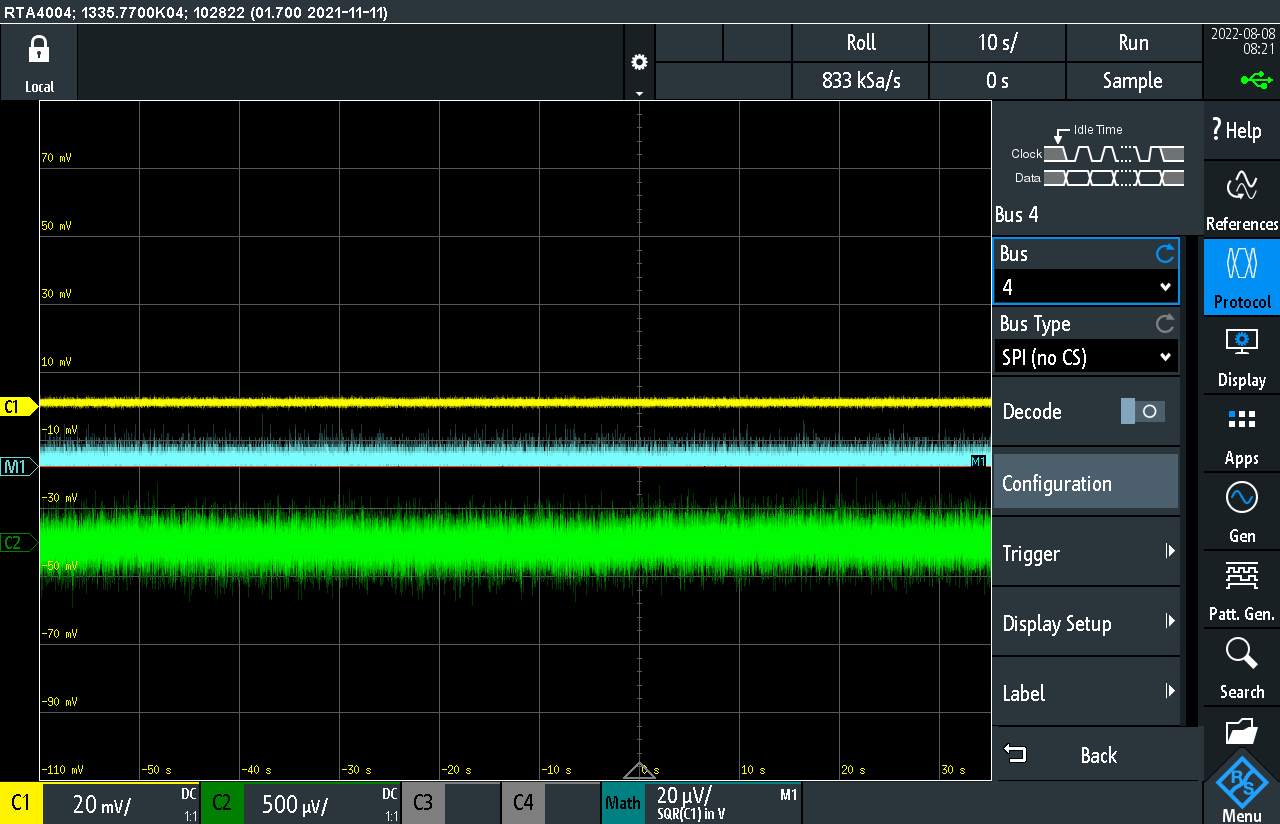 RTA4004; 1335.7700K04; 102822 (01.700 2021-11-11)
Local
Roll
10 s/
Run
833 kSa/s
0 s
Sample
2022-08-08
08:21
Idle Time
Clock
Data
Bus 4
Bus
4
Bus Type
SPI (no CS)
Decode
Configuration
Trigger
Display Setup
Label
Back
? Help
References
Protocol
Display
Apps
Gen
Patt. Gen.
Search
R&S
Menu
70 mV
50 mV
30 mV
10 mV
C1
-10 mV
M1
M1
-30 mV
C2
-50 mV
-70 mV
-90 mV
-110 mV
-50 s
-40 s
-30 s
-20 s
-10 s
0 s
10 s
20 s
30 s
C1
20 mV/
DC
1:1
C2
500 µV/
DC
1:1
C3
C4
Math
20 µV/
SQR(C1) in V
M1